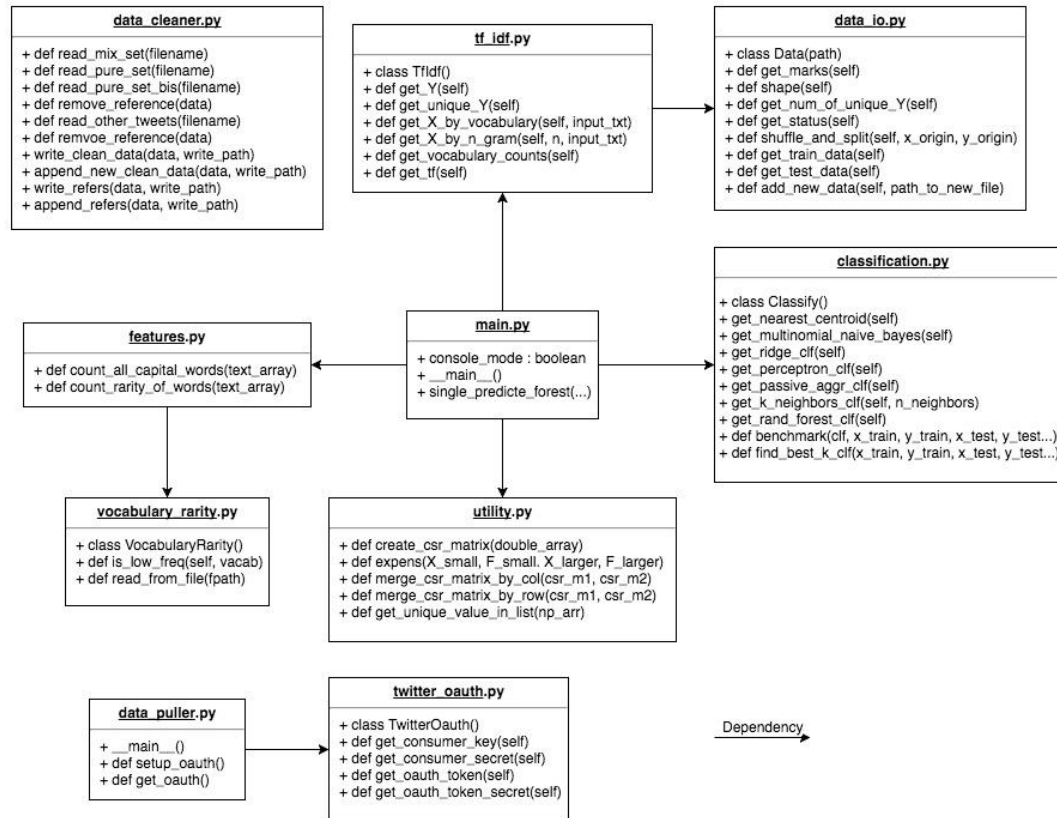 data_cleaner.py
+ def read_mix_set(filename)
+ def read_pure_set(filename)
+ def read_pure_set_bis(filename)
+ def remove_reference(data)
+ def read_other_tweets(filename)
+ def remvoe_reference(data)
+ write_clean_data(data, write_path)
+ append_new_clean_data(data, write_path)
+ write_refers(data, write_path)
+ append_refers(data, write_path)
tf_idf.py
+ class TfIdf()
+ def get_Y(self)
+ def get_unique_Y(self)
+ def get_X_by_vocabulary(self, input_txt)
+ def get_X_by_n_gram(self, n, input_txt)
+ def get_vocabulary_counts(self)
+ def get_tf(self)
data_io.py
+ class Data(path)
+ def get_marks(self)
+ def shape(self)
+ def get_num_of_unique_Y(self)
+ def get_status(self)
+ def shuffle_and_split(self, x_origin, y_origin)
+ def get_train_data(self)
+ def get_test_data(self)
+ def add_new_data(self, path_to_new_file)
features.py
+ def count_all_capital_words(text_array)
+ def count_rarity_of_words(text_array)
main.py
+ console_mode : boolean
+ __main__()
+ single_predicte_forest(...)
classification.py
+ class Classify()
+ get_nearest_centroid(self)
+ get_multinomial_naive_bayes(self)
+ get_ridge_clf(self)
+ get_perceptron_clf(self)
+ get_passive_aggr_clf(self)
+ get_k_neighbors_clf(self, n_neighbors)
+ get_rand_forest_clf(self)
+ def benchmark(clf, x_train, y_train, x_test, y_test...)
+ def find_best_k_clf(x_train, y_train, x_test, y_test...)
vocabulary_rarity.py
+ class VocabularyRarity()
+ def is_low_freq(self, vacab)
+ def read_from_file(fpath)
utility.py
+ def create_csr_matrix(double_array)
+ def expens(X_small, F_small. X_larger, F_larger)
+ def merge_csr_matrix_by_col(csr_m1, csr_m2)
+ def merge_csr_matrix_by_row(csr_m1, csr_m2)
+ def get_unique_value_in_list(np_arr)
data_puller.py
+ __main__()
+ def setup_oauth()
+ def get_oauth()
twitter_oauth.py
+ class TwitterOauth()
+ def get_consumer_key(self)
+ def get_consumer_secret(self)
+ def get_oauth_token(self)
+ def get_oauth_token_secret(self)
Dependency